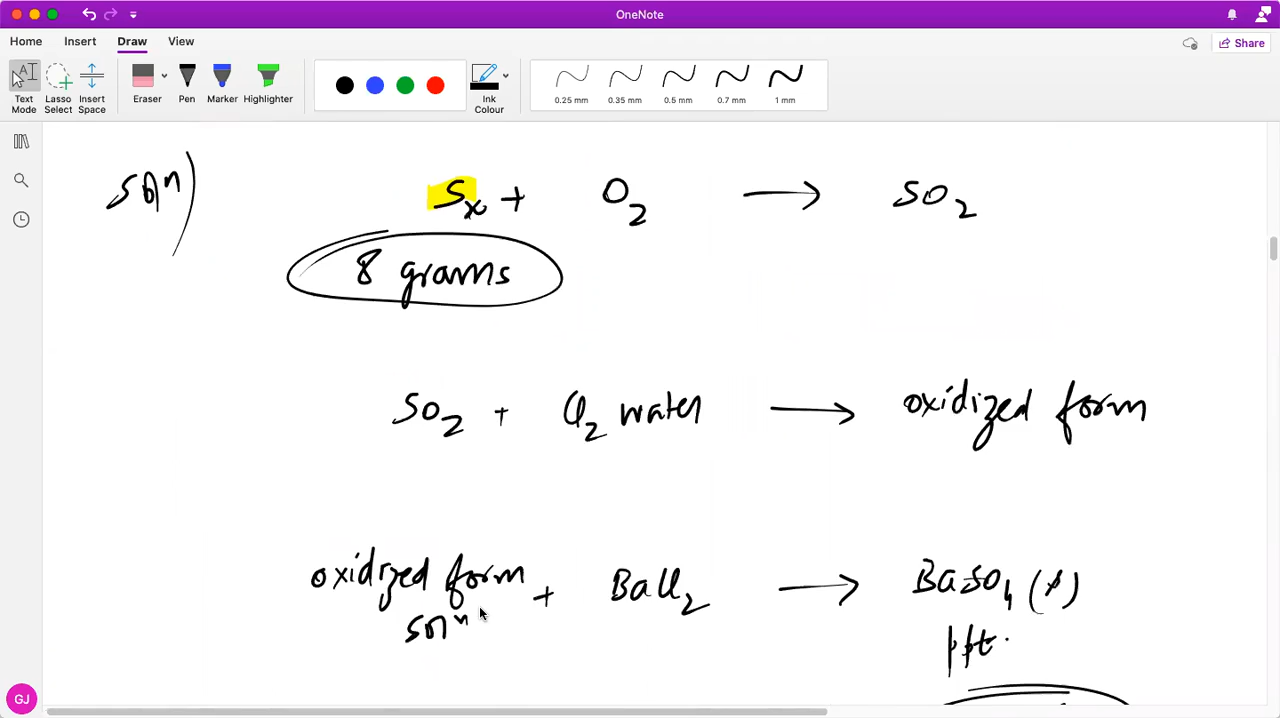 OneNote
Home Insert Draw View
Share
Text Mode
Lasso Select
Insert Space
Eraser
Pen
Marker
Highlighter
Ink Colour
0.25 mm 0.35 mm 0.5 mm 0.7 mm 1 mm
Solⁿ) Sₓ + O₂ → SO₂
8 grams
SO₂ + Cl₂ water → oxidized form
oxidized form + BaCl₂ → BaSO₄ (s)
solⁿ ppt.
GJ